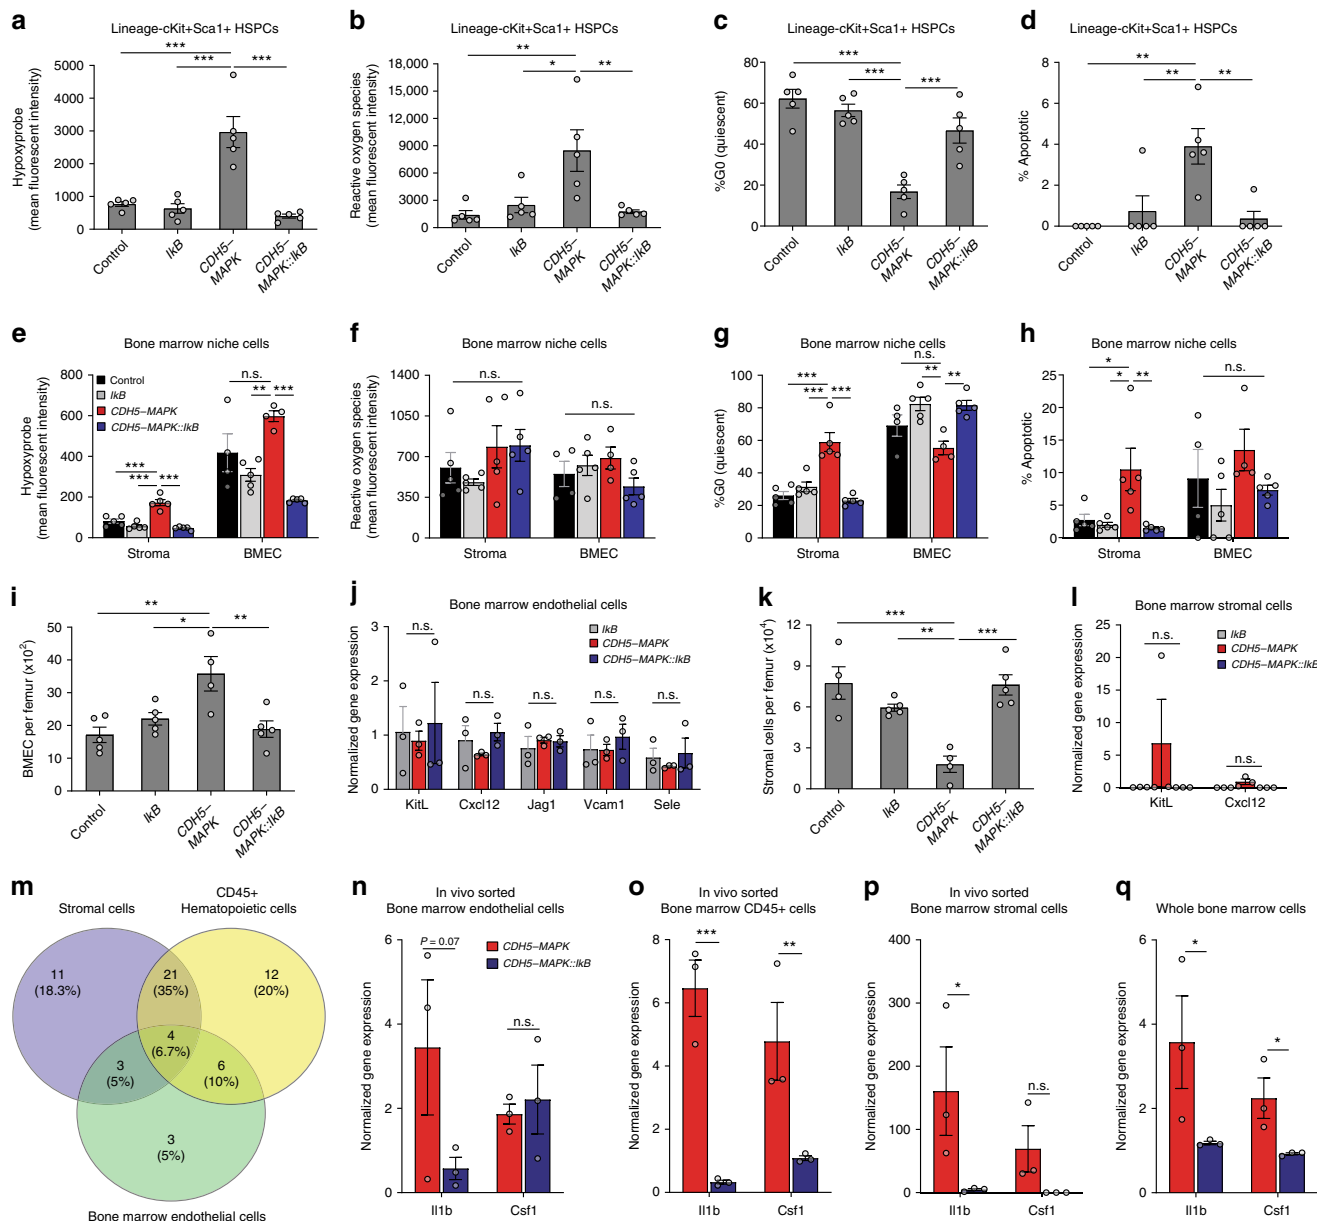 a
Lineage-cKit+Sca1+ HSPCs
Hypoxyprobe
(mean fluorescent intensity)
5000
4000
3000
2000
1000
0
***
***
***
Control
IkB
CDH5–
MAPK
CDH5–
MAPK::IkB
b
Lineage-cKit+Sca1+ HSPCs
Reactive oxygen species
(mean fluorescent intensity)
18,000
15,000
12,000
9000
6000
3000
0
**
*
**
Control
IkB
CDH5–
MAPK
CDH5–
MAPK::IkB
c
Lineage-cKit+Sca1+ HSPCs
%G0 (quiescent)
80
60
40
20
0
***
***
***
Control
IkB
CDH5–
MAPK
CDH5–
MAPK::IkB
d
Lineage-cKit+Sca1+ HSPCs
% Apoptotic
8
6
4
2
0
**
**
**
Control
IkB
CDH5–
MAPK
CDH5–
MAPK::IkB
e
Bone marrow niche cells
Hypoxyprobe
(mean fluorescent intensity)
800
600
400
200
0
Control
IkB
CDH5–MAPK
CDH5–MAPK::IkB
***
***
***
n.s.
**
***
Stroma
BMEC
f
Bone marrow niche cells
Reactive oxygen species
(mean fluorescent intensity)
1400
1050
700
350
0
n.s.
n.s.
Stroma
BMEC
g
Bone marrow niche cells
%G0 (quiescent)
100
80
60
40
20
0
***
***
***
n.s.
**
**
Stroma
BMEC
h
Bone marrow niche cells
% Apoptotic
25
20
15
10
5
0
*
*
**
n.s.
Stroma
BMEC
i
BMEC per femur (x10²)
50
40
30
20
10
0
**
*
**
Control
IkB
CDH5–
MAPK
CDH5–
MAPK::IkB
j
Bone marrow endothelial cells
Normalized gene expression
3
2
1
0
IkB
CDH5–MAPK
CDH5–MAPK::IkB
n.s.
n.s.
n.s.
n.s.
n.s.
KitL
Cxcl12
Jag1
Vcam1
Sele
k
Stromal cells per femur (x10⁴)
12
9
6
3
0
***
**
***
Control
IkB
CDH5–
MAPK
CDH5–
MAPK::IkB
l
Bone marrow stromal cells
Normalized gene expression
25
20
15
10
5
0
IkB
CDH5–MAPK
CDH5–MAPK::IkB
n.s.
n.s.
KitL
Cxcl12
m
Stromal cells
CD45+
Hematopoietic cells
11
(18.3%)
21
(35%)
12
(20%)
4
(6.7%)
3
(5%)
6
(10%)
3
(5%)
Bone marrow endothelial cells
n
In vivo sorted
Bone marrow endothelial cells
Normalized gene expression
6
4
2
0
P = 0.07
n.s.
CDH5–MAPK
CDH5–MAPK::IkB
Il1b
Csf1
o
In vivo sorted
Bone marrow CD45+ cells
Normalized gene expression
8
6
4
2
0
***
**
Il1b
Csf1
p
In vivo sorted
Bone marrow stromal cells
Normalized gene expression
400
300
200
100
0
*
n.s.
Il1b
Csf1
q
Whole bone marrow cells
Normalized gene expression
6
4
2
0
*
*
Il1b
Csf1